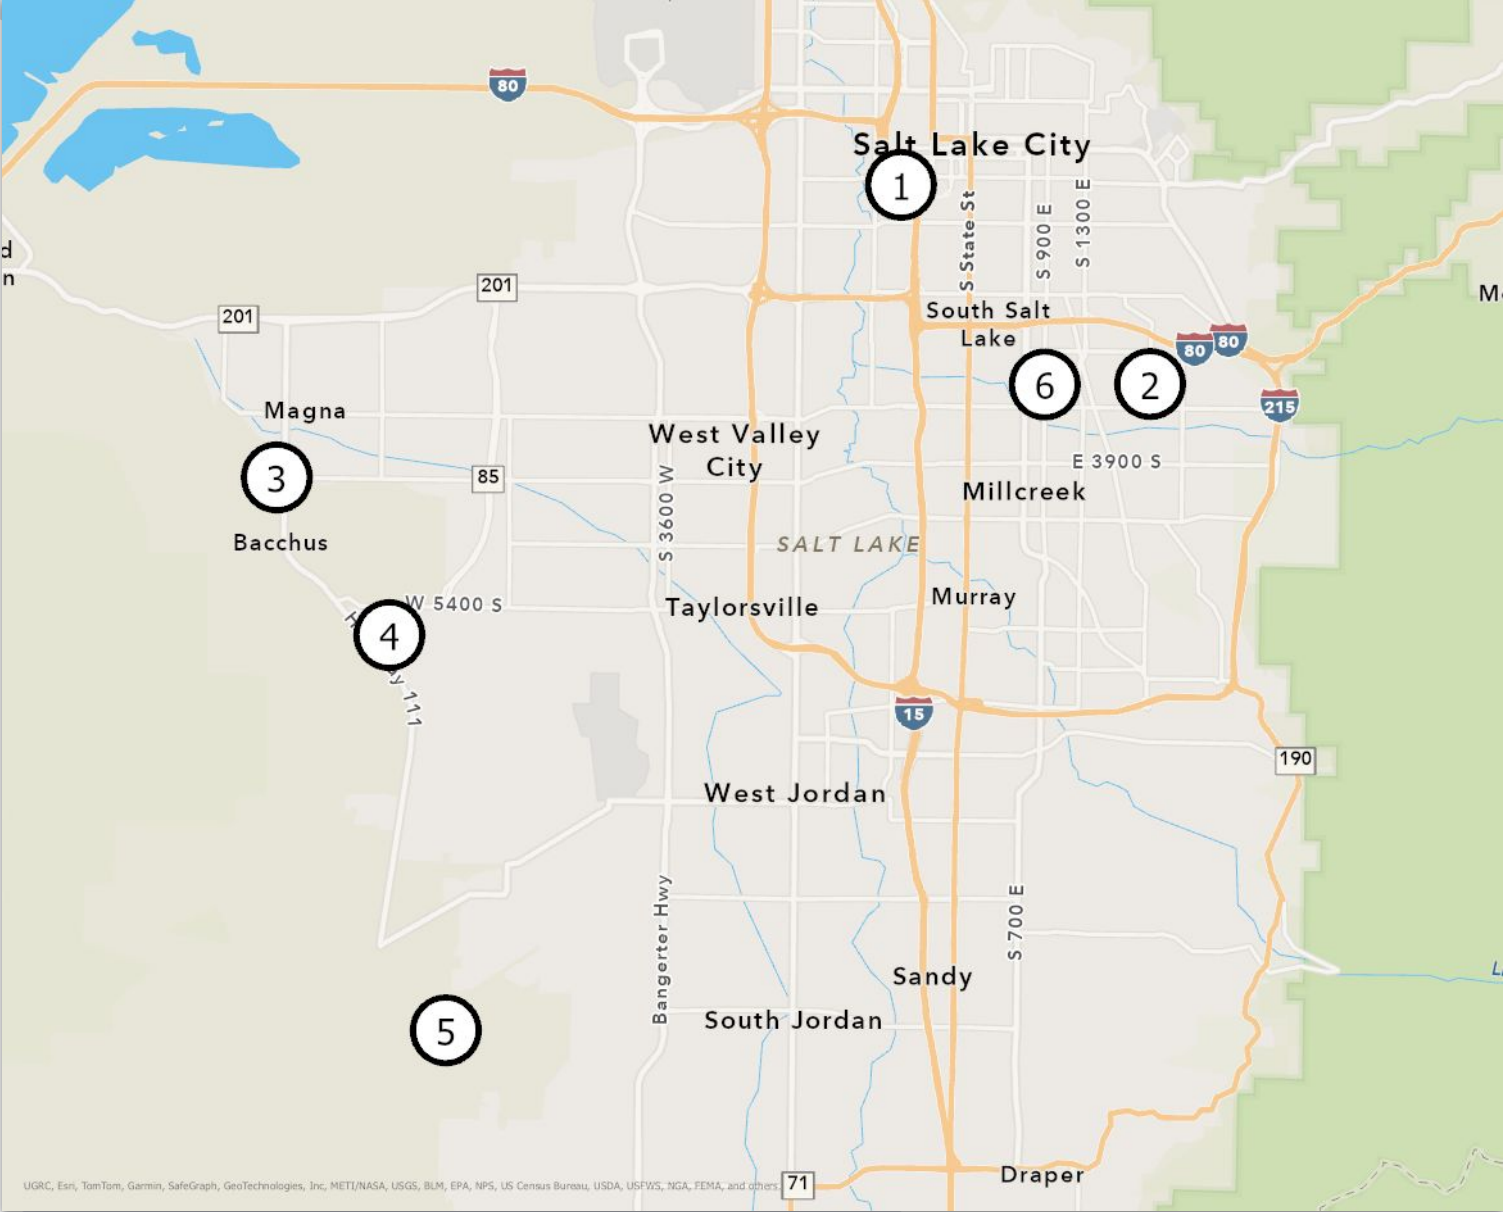 80
Salt Lake City
1
S State St
S 900 E
S 1300 E
d
n
201
201
South Salt
Lake
80
80
M
6
2
215
Magna
West Valley
City
3
85
E 3900 S
Millcreek
S 3600 W
Bacchus
SALT LAKE
W 5400 S
Taylorsville
Murray
4
ay 111
15
190
West Jordan
Bangerter Hwy
S 700 E
Sandy
L
5
South Jordan
Draper
71
UGRC, Esri, TomTom, Garmin, SafeGraph, GeoTechnologies, Inc, METI/NASA, USGS, BLM, EPA, NPS, US Census Bureau, USDA, USFWS, NGA, FEMA, and others.